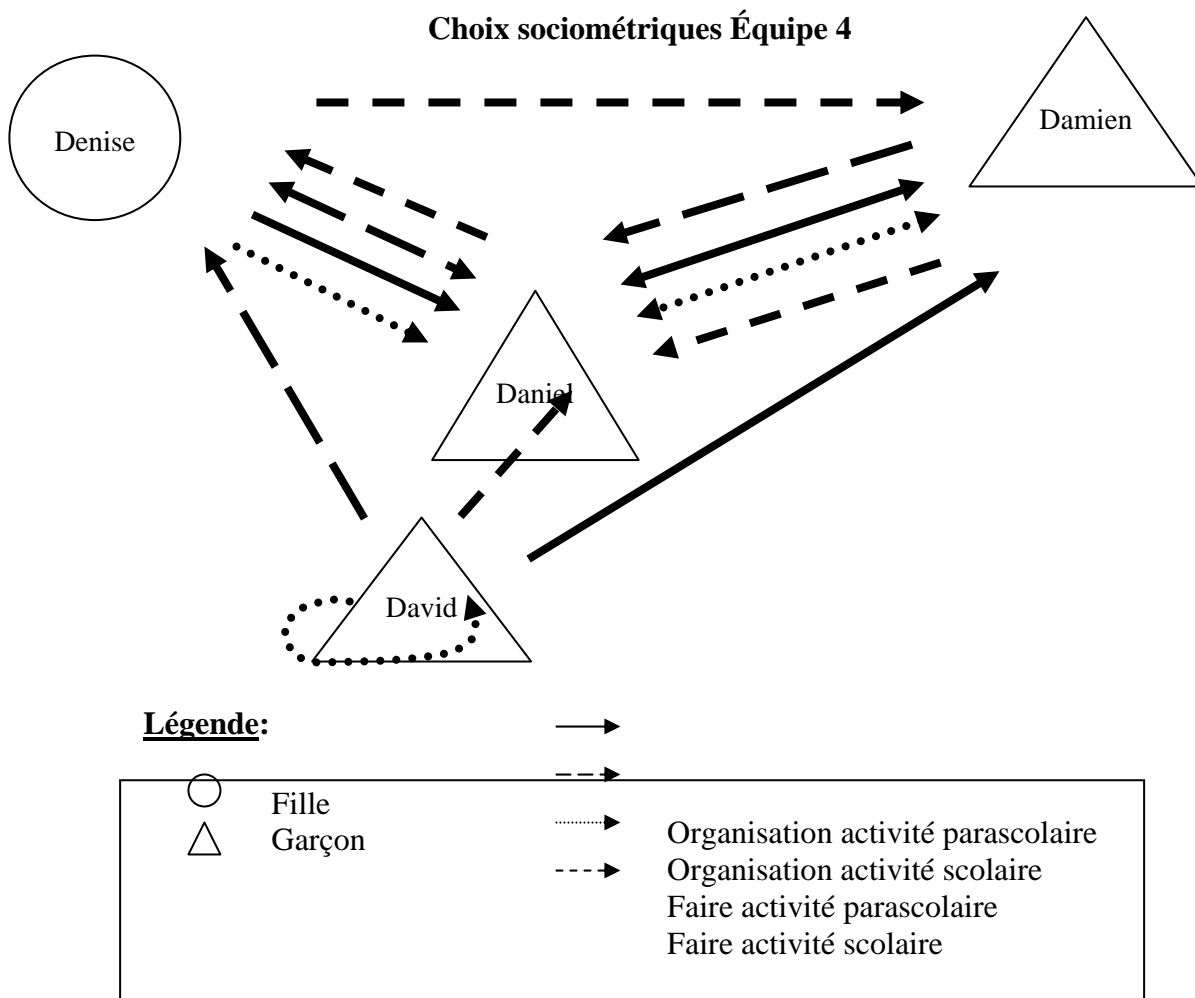 Choix sociométriques Équipe 4
Denise
Damien
Daniel
David
Légende:
Fille
Garçon
Organisation activité parascolaire
Organisation activité scolaire
Faire activité parascolaire
Faire activité scolaire